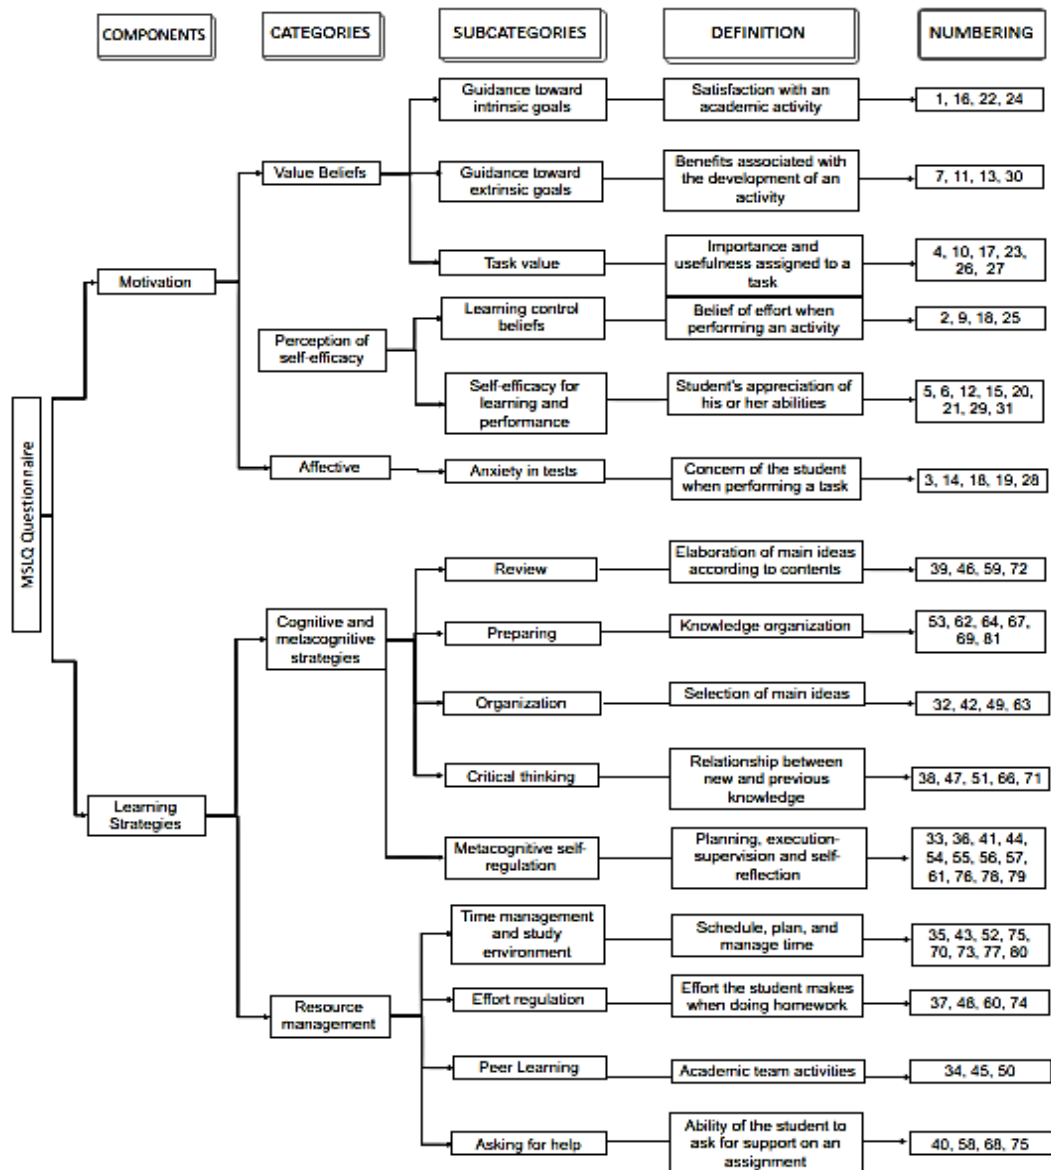 COMPONENTS
CATEGORIES
SUBCATEGORIES
DEFINITION
NUMBERING
MSLQ Questionnaire
Motivation
Value Beliefs
Guidance toward
intrinsic goals
Satisfaction with an
academic activity
1, 16, 22, 24
Guidance toward
extrinsic goals
Benefits associated with
the development of an
activity
7, 11, 13, 30
Task value
Importance and
usefulness assigned to a
task
4, 10, 17, 23,
26, 27
Perception of
self-efficacy
Learning control
beliefs
Belief of effort when
performing an activity
2, 9, 18, 25
Self-efficacy for
learning and
performance
Student's appreciation of
his or her abilities
5, 6, 12, 15, 20,
21, 29, 31
Affective
Anxiety in tests
Concern of the student
when performing a task
3, 14, 18, 19, 28
Learning
Strategies
Cognitive and
metacognitive
strategies
Review
Elaboration of main ideas
according to contents
39, 46, 59, 72
Preparing
Knowledge organization
53, 62, 64, 67,
69, 81
Organization
Selection of main ideas
32, 42, 49, 63
Critical thinking
Relationship between
new and previous
knowledge
38, 47, 51, 66, 71
Metacognitive self-
regulation
Planning, execution-
supervision and self-
reflection
33, 36, 41, 44,
54, 55, 56, 57,
61, 76, 78, 79
Resource
management
Time management
and study
environment
Schedule, plan, and
manage time
35, 43, 52, 75,
70, 73, 77, 80
Effort regulation
Effort the student makes
when doing homework
37, 48, 60, 74
Peer Learning
Academic team activities
34, 45, 50
Asking for help
Ability of the student to
ask for support on an
assignment
40, 58, 68, 75